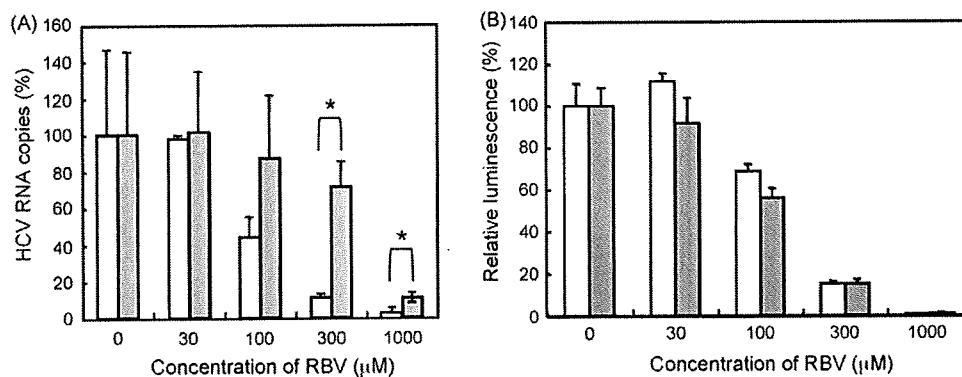 (A)
HCV RNA copies (%)
160
140
120
100
80
60
40
20
0
*
*
0 30 100 300 1000
Concentration of RBV (μM)
(B)
Relative luminescence (%)
140
120
100
80
60
40
20
0
0 30 100 300 1000
Concentration of RBV (μM)